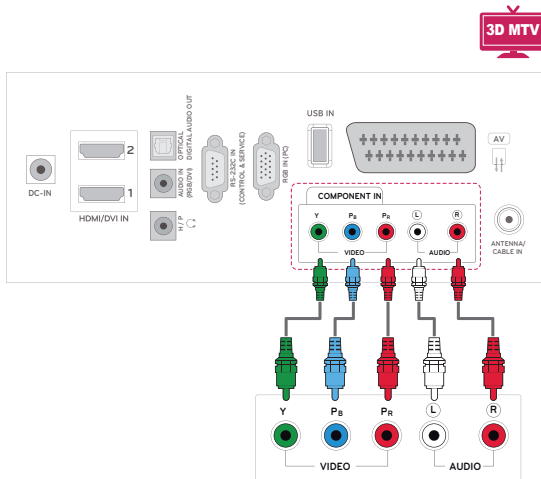 3D MTV
USB IN
AV
OPTICAL
DIGITAL AUDIO OUT
2
1
HDMI/DVI IN
DC-IN
AUDIO IN
(RGB/DVI)
H / P
RS-232C IN
(CONTROL & SERVICE)
RGB IN (PC)
COMPONENT IN
Y PB PR L R
VIDEO AUDIO
ANTENNA/
CABLE IN
Y PB PR L R
VIDEO AUDIO